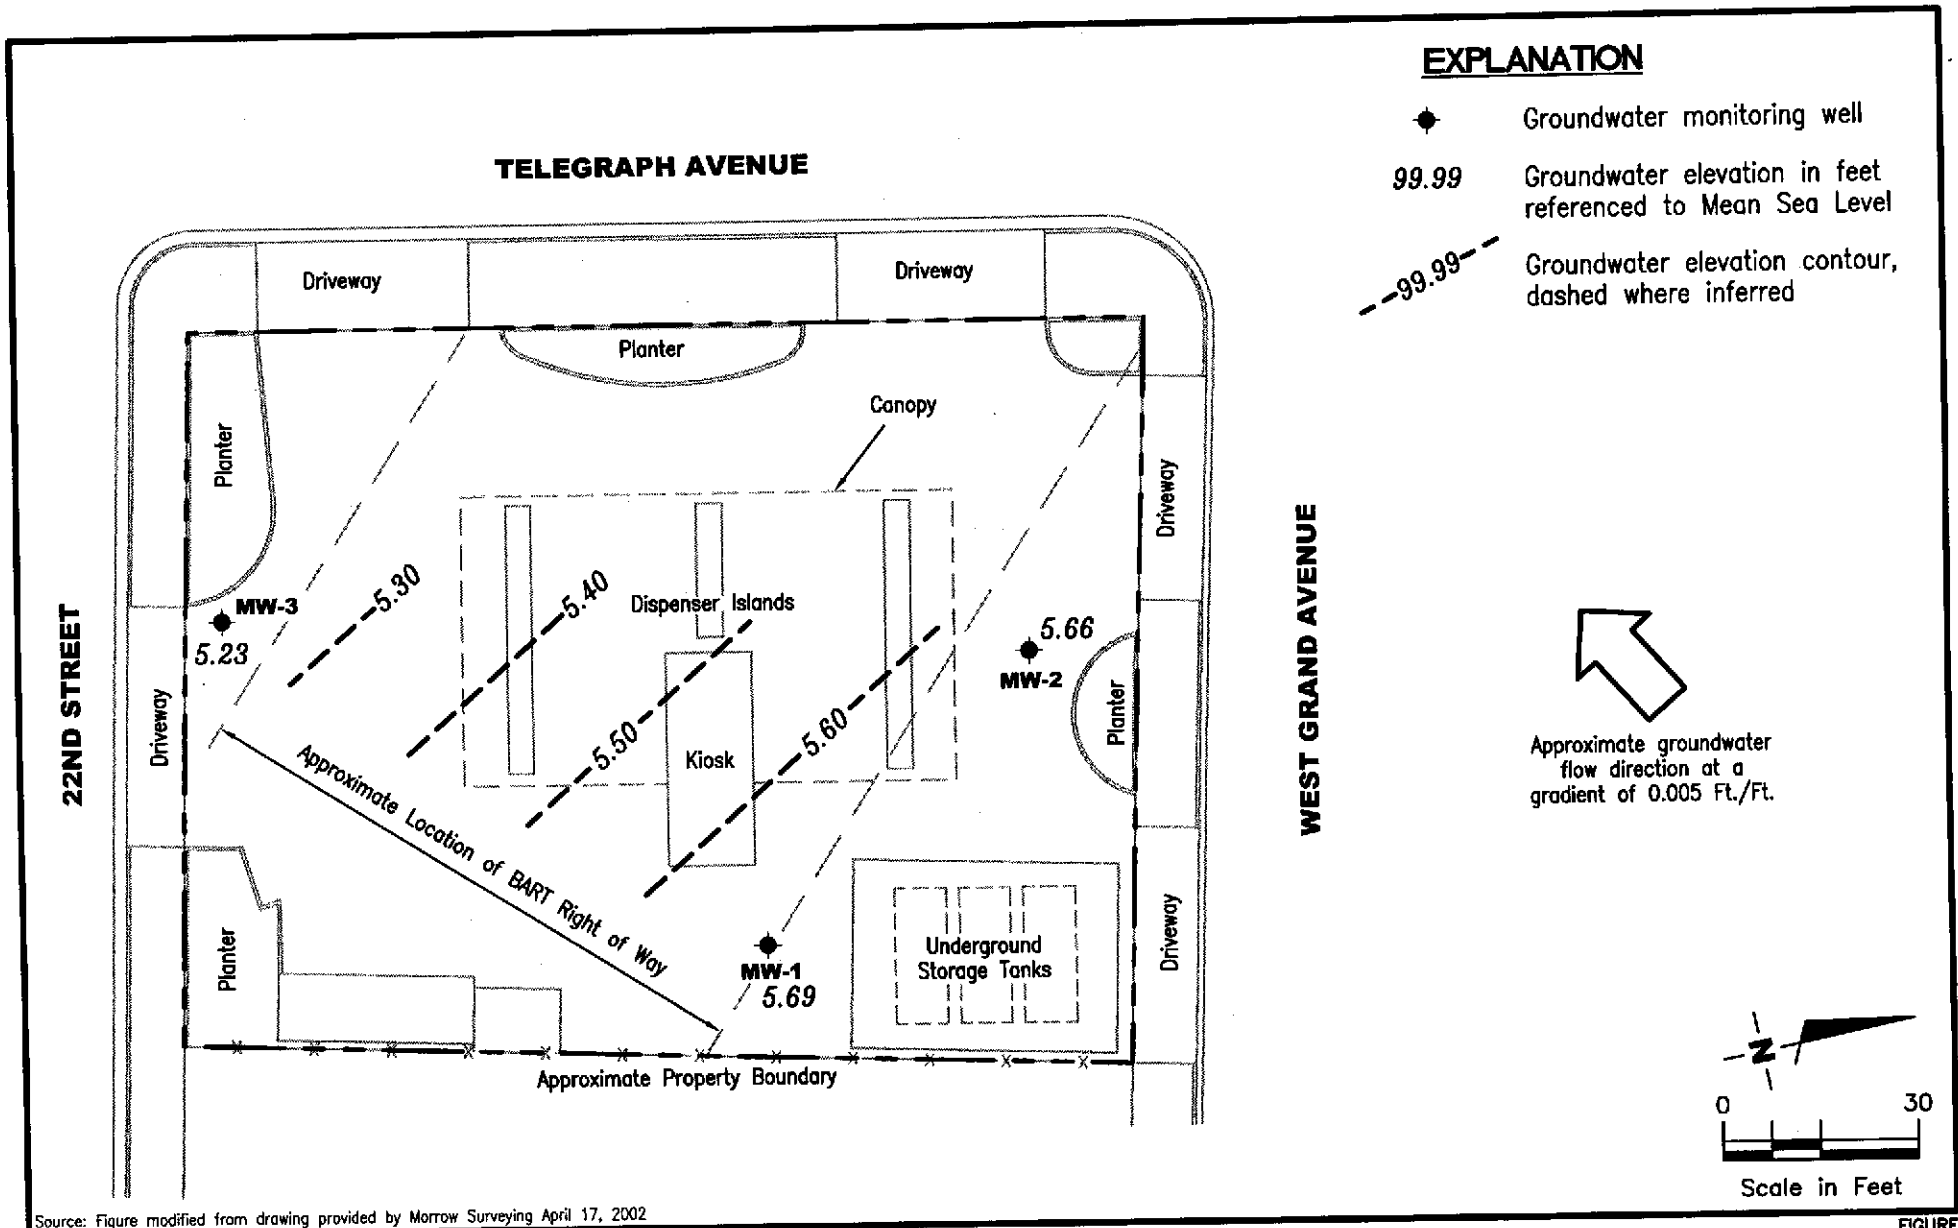 EXPLANATION
Groundwater monitoring well
99.99
Groundwater elevation in feet
referenced to Mean Sea Level
99.99
Groundwater elevation contour,
dashed where inferred
TELEGRAPH AVENUE
Driveway
Driveway
Planter
Canopy
Planter
Driveway
WEST GRAND AVENUE
22ND STREET
MW-3
5.23
5.30
5.40
Dispenser Islands
5.50
5.60
5.66
MW-2
Planter
Driveway
Kiosk
Approximate Location of BART Right of Way
Approximate groundwater
flow direction at a
gradient of 0.005 Ft./Ft.
Planter
MW-1
5.69
Underground
Storage Tanks
Driveway
Approximate Property Boundary
N
0 30
Scale in Feet
Source: Figure modified from drawing provided by Morrow Surveying April 17, 2002
FIGURE